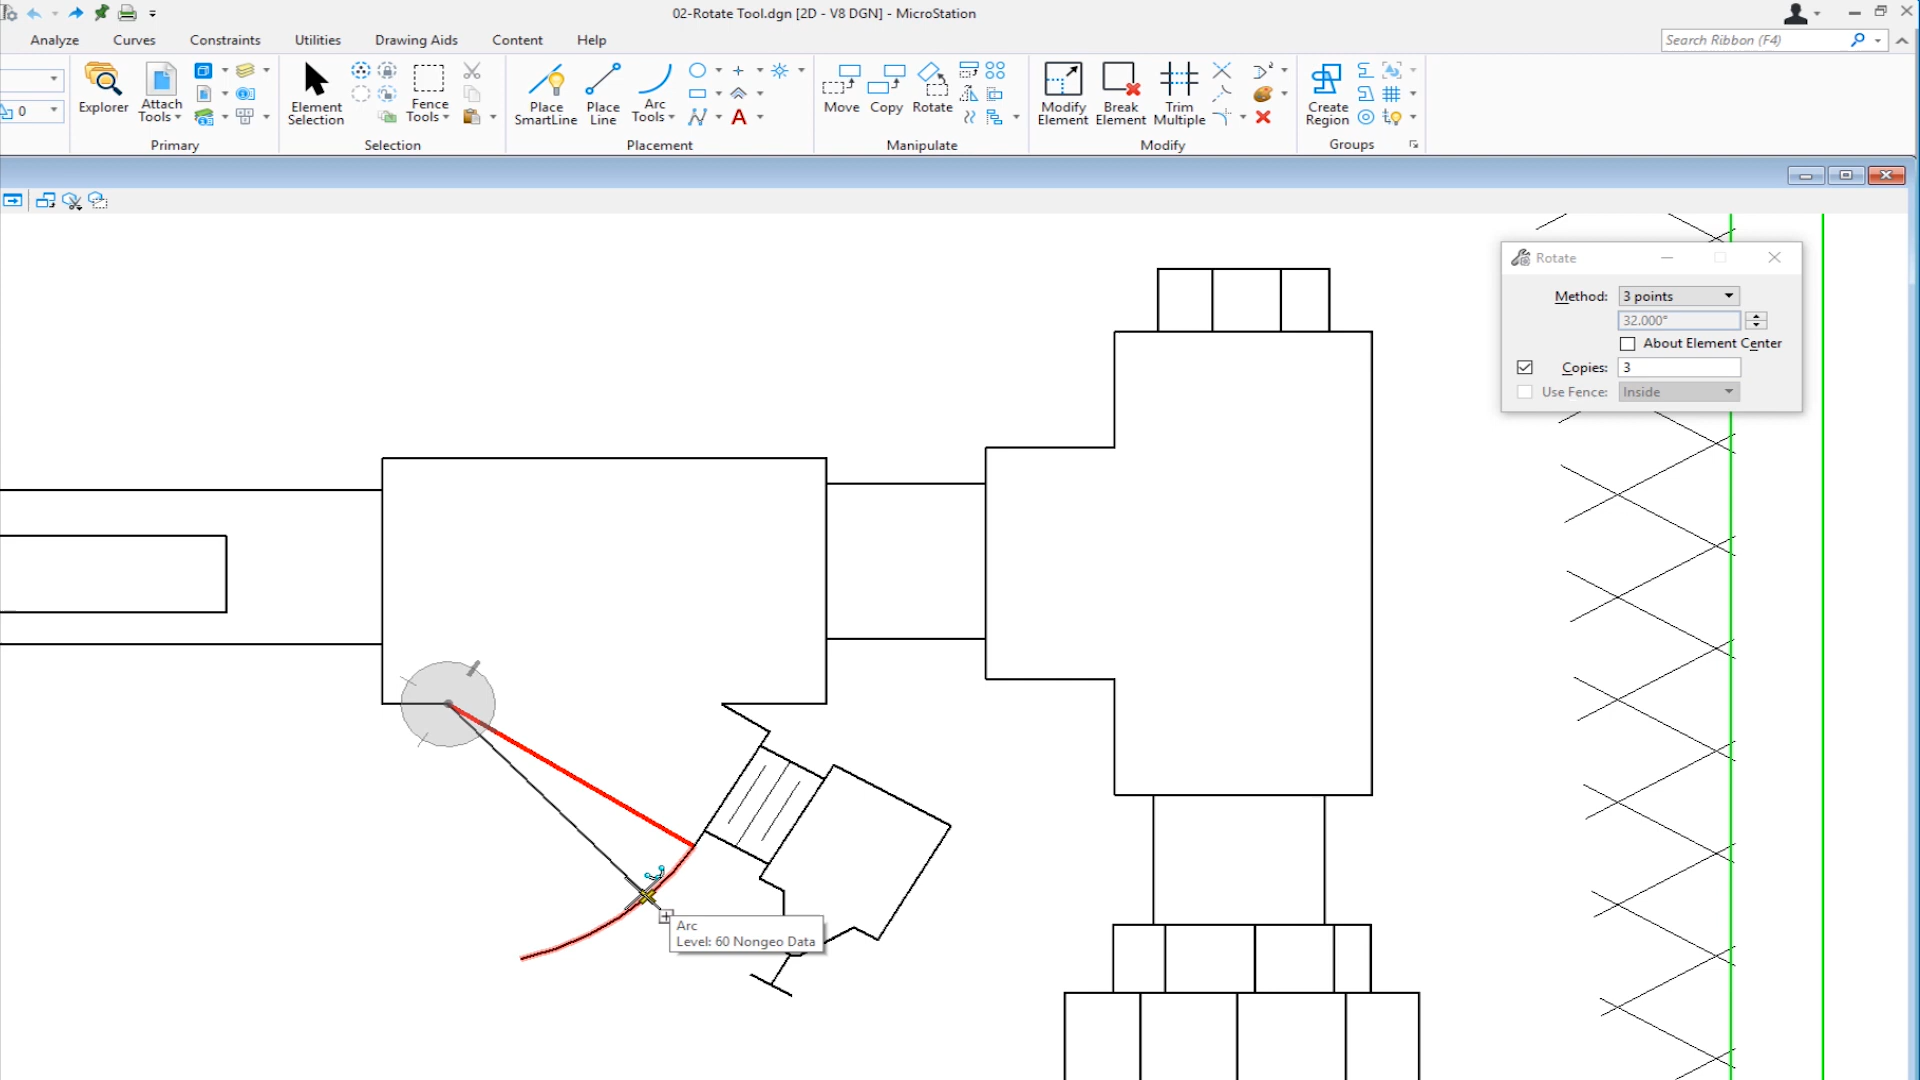 02-Rotate Tool.dgn [2D - V8 DGN] - MicroStation
Analyze Curves Constraints Utilities Drawing Aids Content Help
Search Ribbon (F4)
0
Explorer
Attach Tools
Primary
Element Selection
Fence Tools
Selection
Place SmartLine
Place Line
Arc Tools
A
Placement
Move
Copy
Rotate
Manipulate
Modify Element
Break Element
Trim Multiple
2
Modify
Create Region
Groups
Rotate
Method: 3 points
32.000°
About Element Center
Copies: 3
Use Fence: Inside
Arc
Level: 60 Nongeo Data